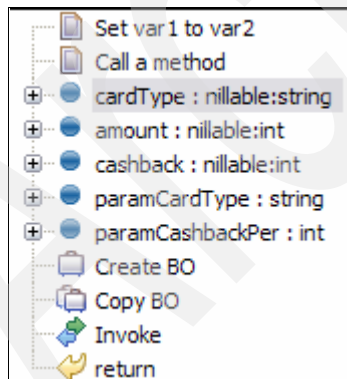 Set var1 to var2
Call a method
cardType : nillable:string
amount : nillable:int
cashback : nillable:int
paramCardType : string
paramCashbackPer : int
Create BO
Copy BO
Invoke
return